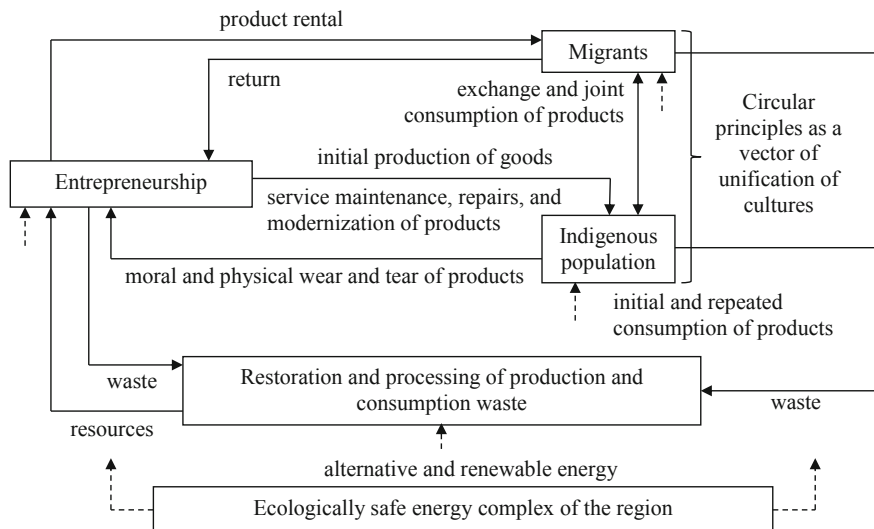 product rental
Migrants
return
exchange and joint
consumption of products
Circular
principles as a
vector of
unification of
cultures
initial production of goods
Entrepreneurship
service maintenance, repairs, and
modernization of products
Indigenous
population
moral and physical wear and tear of products
initial and repeated
consumption of products
waste
Restoration and processing of production and
consumption waste
waste
resources
alternative and renewable energy
Ecologically safe energy complex of the region